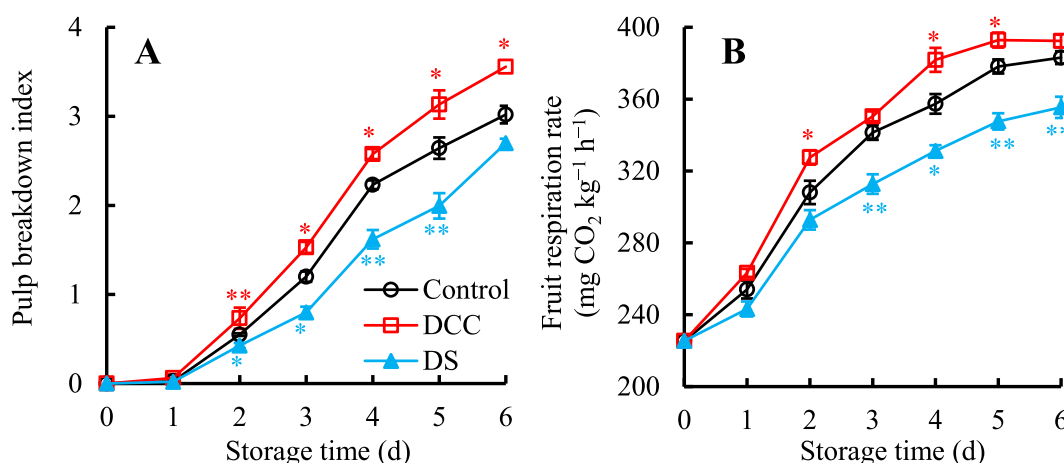 A
Pulp breakdown index
4
3
2
1
0
**
*
*
*
*
*
*
**
**
Control
DCC
DS
0 1 2 3 4 5 6
Storage time (d)
B
Fruit respiration rate
(mg CO₂ kg⁻¹ h⁻¹)
400
360
320
280
240
200
*
*
*
**
*
**
**
0 1 2 3 4 5 6
Storage time (d)